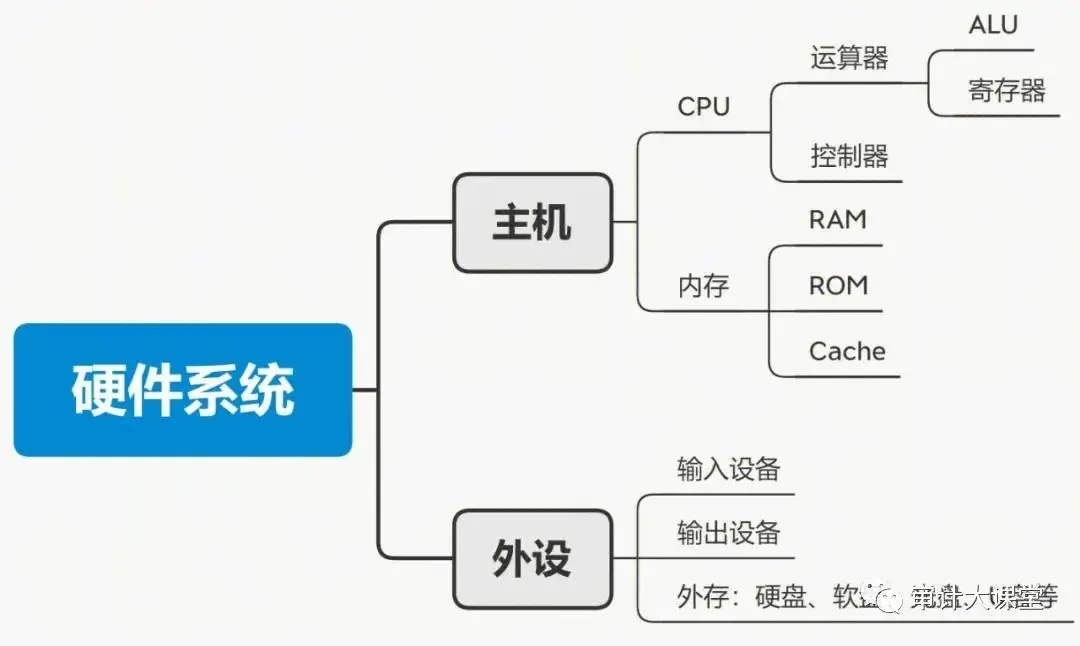 硬件系统
主机
CPU
运算器
ALU
寄存器
控制器
内存
RAM
ROM
Cache
外设
输入设备
输出设备
外存：硬盘、软
等
审计大课堂